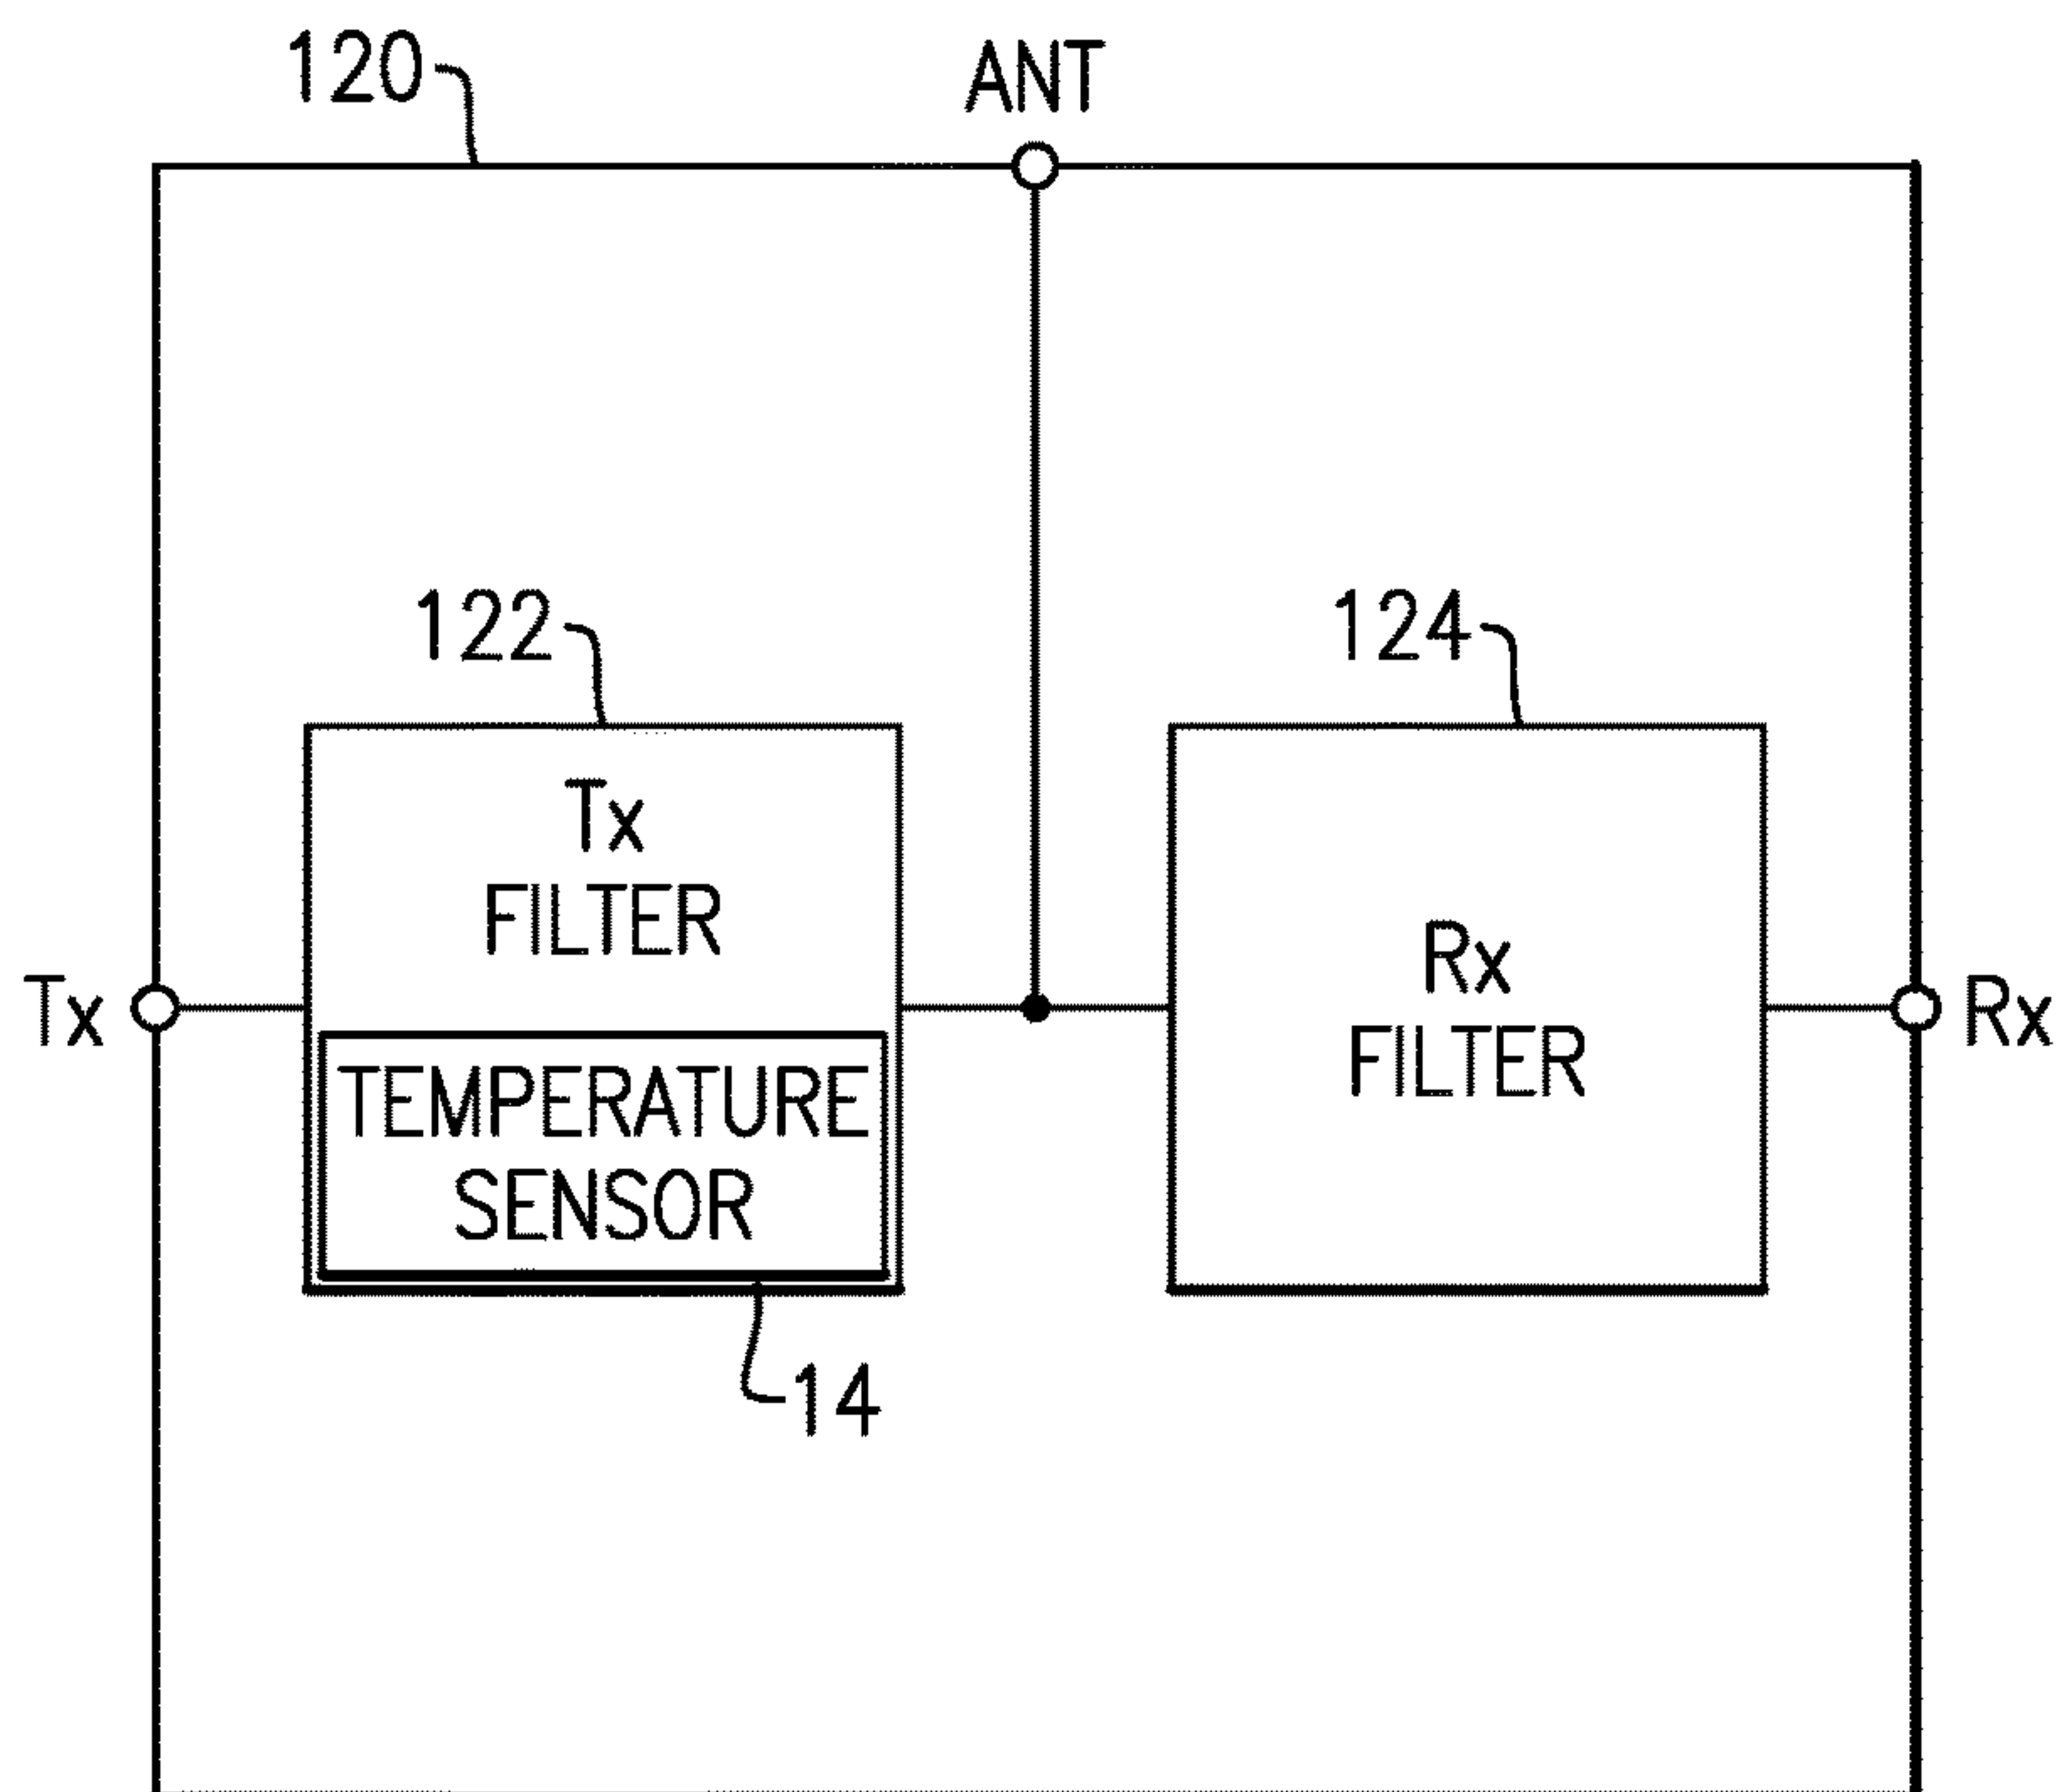 120
ANT
122
124
Tx
FILTER
Rx
FILTER
Tx
Rx
TEMPERATURE
SENSOR
14